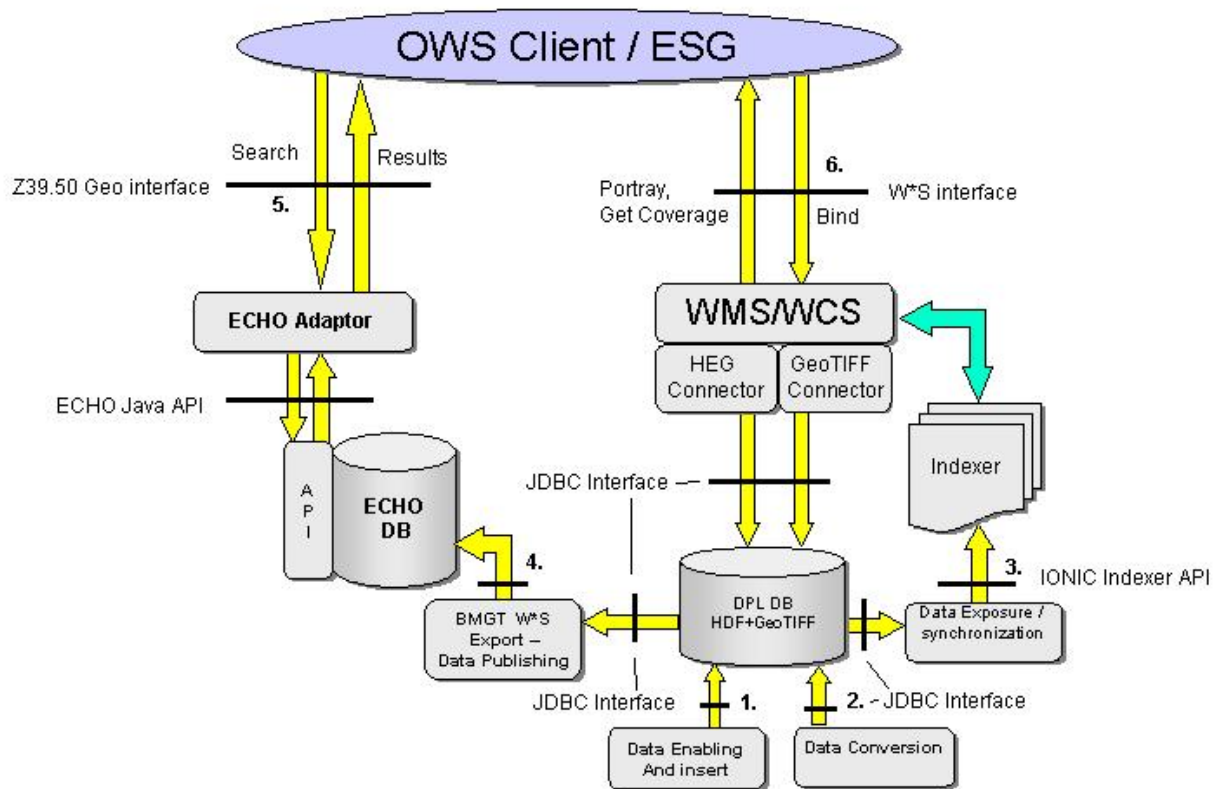 OWS Client / ESG
Search
Results
Z39.50 Geo interface
5.
Portray,
Get Coverage
6.
Bind
W*S interface
ECHO Adaptor
WMS/WCS
HEG
Connector
GeoTIFF
Connector
ECHO Java API
A
P
I
ECHO
DB
JDBC Interface
Indexer
4.
3.
IONIC Indexer API
BMGT W*S
Export –
Data Publishing
DPL DB
HDF+GeoTIFF
Data Exposure /
synchronization
JDBC Interface
1.
2.
JDBC Interface
Data Enabling
And insert
Data Conversion